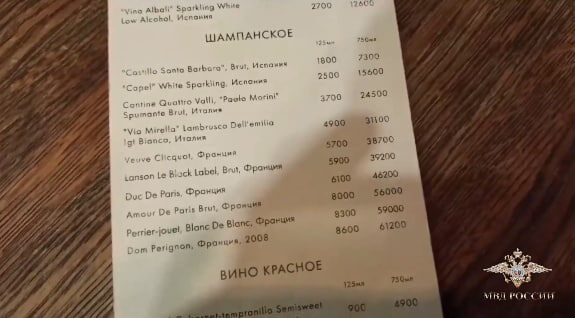 "Vina Albali" Sparkling White 2700 12600
Low Alcohol, Испания
ШАМПАНСКОЕ
125мл 750мл
"Castillo Santa Barbara", Brut, Испания 1800 7300
"Capel" White Sparkling, Испания 2500 15600
Cantine Quattro Valli, "Paolo Morini" 3700 24500
Spumante Brut, Италия
"Via Mirella" Lambrusco Dell'emilia 4900 31100
Igt Bianco, Италия
Veuve Clicquot, Франция 5700 38700
Lanson Le Black Label, Brut, Франция 5900 39200
Duc De Paris, Франция 6100 46200
Amour De Paris Brut, Франция 8000 56000
Perrier-jouet, Blanc De Blanc, Франция 8300 59000
Dom Perignon, Франция, 2008 8600 61200
ВИНО КРАСНОЕ
125мл 750мл
tempranilla Semisweet 900 4900
МВД РОССИИ